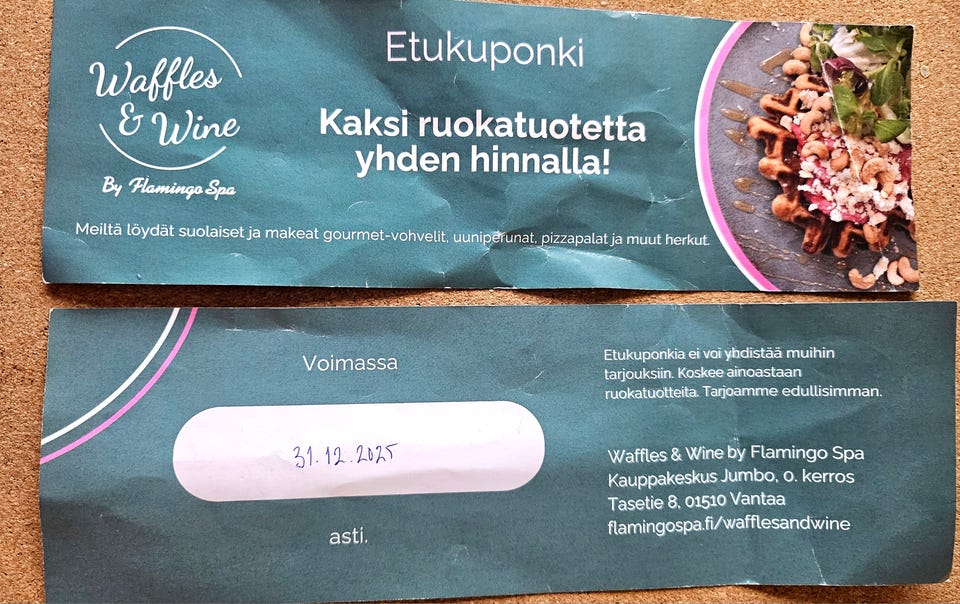 Waffles
& Wine
By Flamingo Spa
Etukuponki
Kaksi ruokatuotetta
yhden hinnalla!
Meiltä löydät suolaiset ja makeat gourmet-vohvelit, uuniperunat, pizzapalat ja muut herkut.
Voimassa
31.12.2025
asti.
Etukuponkia ei voi yhdistää muihin
tarjouksiin. Koskee ainoastaan
ruokatuotteita. Tarjoamme edullisimman.
Waffles & Wine by Flamingo Spa
Kauppakeskus Jumbo, 0. kerros
Tasetie 8, 01510 Vantaa
flamingospa.fi/wafflesandwine